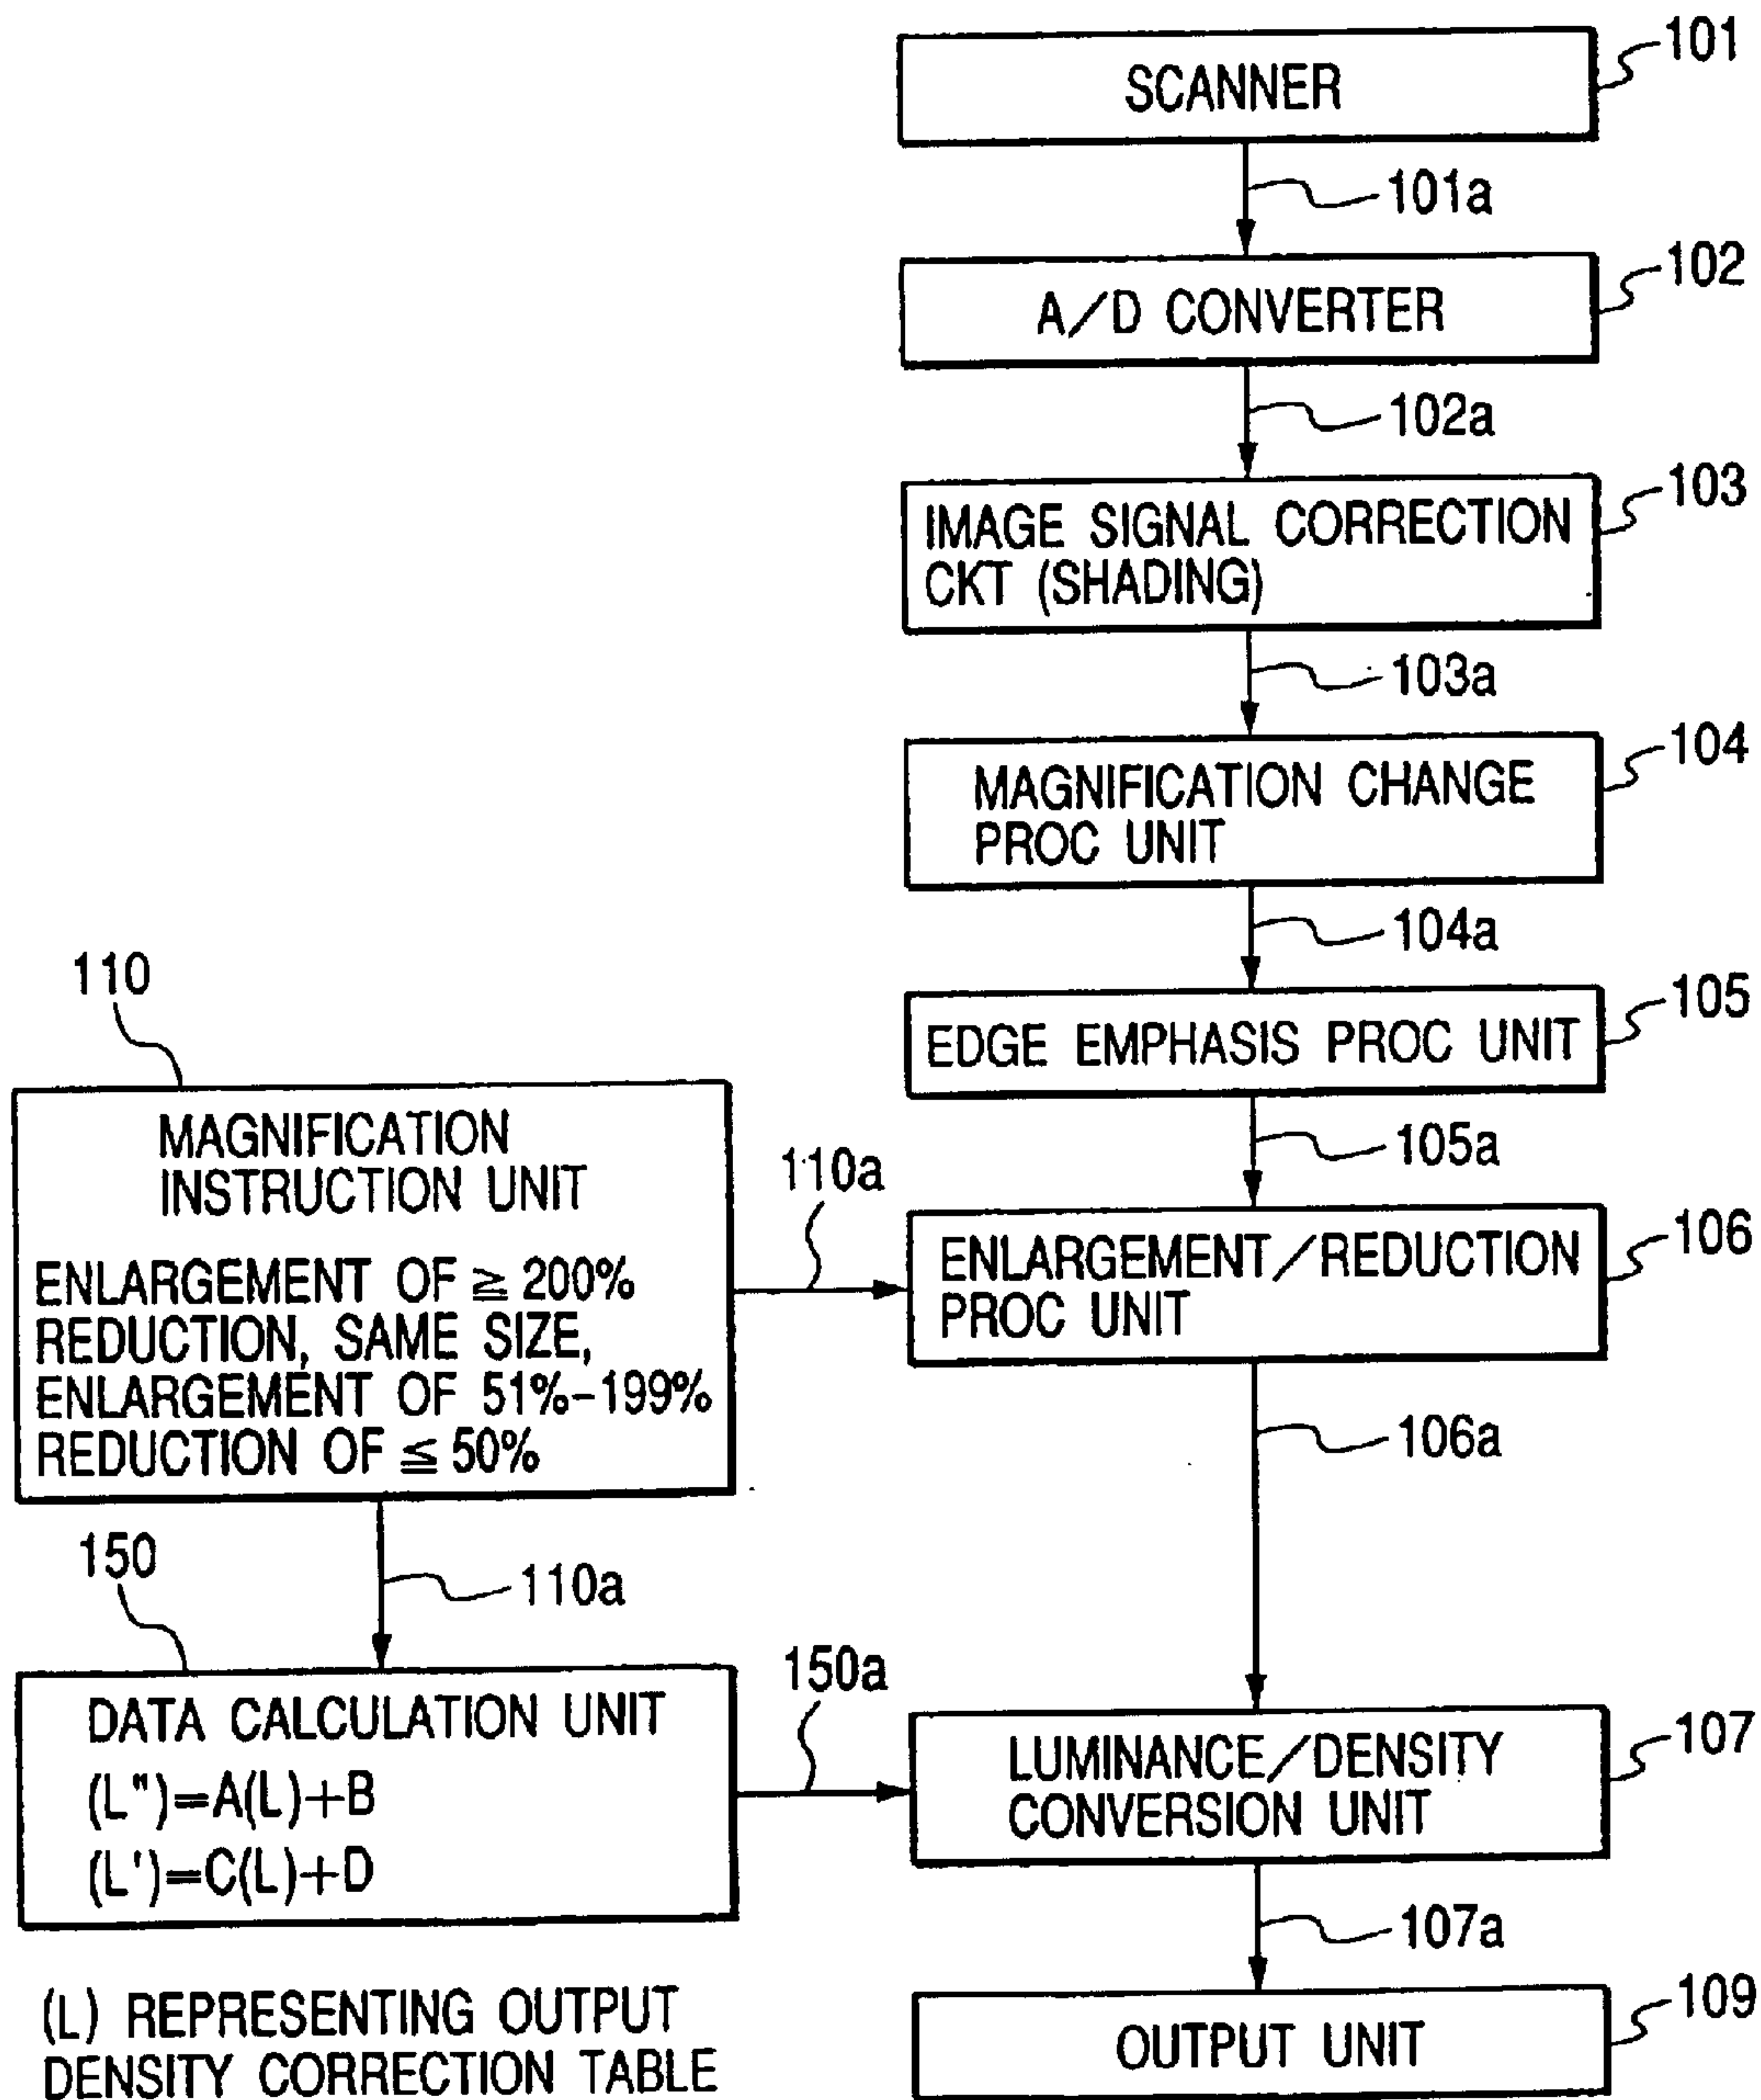 101
SCANNER
101a
102
A/D CONVERTER
102a
103
IMAGE SIGNAL CORRECTION
CKT (SHADING)
103a
104
MAGNIFICATION CHANGE
PROC UNIT
104a
105
EDGE EMPHASIS PROC UNIT
105a
110
MAGNIFICATION
INSTRUCTION UNIT
ENLARGEMENT OF ≧ 200%
REDUCTION, SAME SIZE,
ENLARGEMENT OF 51%-199%
REDUCTION OF ≦ 50%
110a
106
ENLARGEMENT/REDUCTION
PROC UNIT
106a
110a
150
DATA CALCULATION UNIT
(L")=A(L)+B
(L')=C(L)+D
150a
107
LUMINANCE/DENSITY
CONVERSION UNIT
107a
109
OUTPUT UNIT
(L) REPRESENTING OUTPUT
DENSITY CORRECTION TABLE